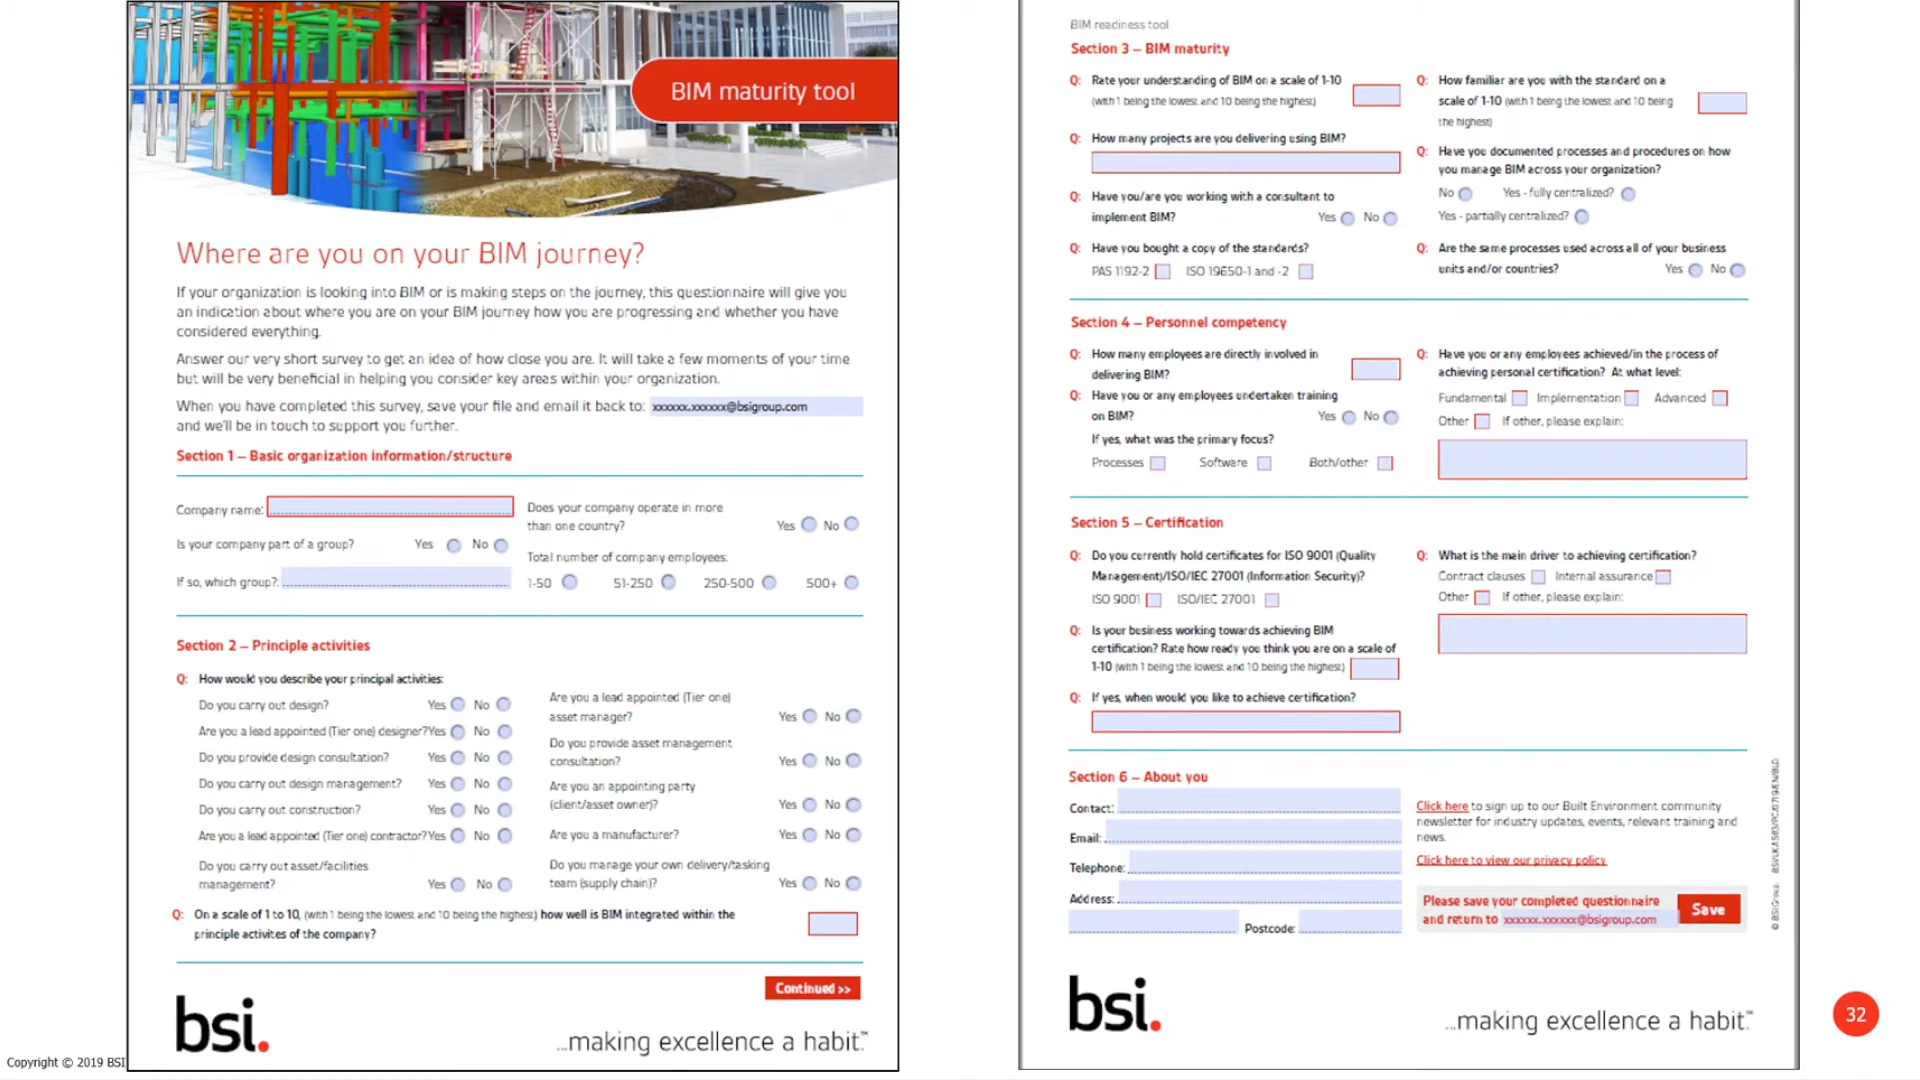 BIM maturity tool
Where are you on your BIM journey?
If your organization is looking into BIM or is making steps on the journey, this questionnaire will give you
an indication about where you are on your BIM journey how you are progressing and whether you have
considered everything.
Answer our very short survey to get an idea of how close you are. It will take a few moments of your time
but will be very beneficial in helping you consider key areas within your organization.
When you have completed this survey, save your file and email it back to: xxxxxx.xxxxxx@bsigroup.com
and we'll be in touch to support you further.
Section 1 – Basic organization information/structure
Company name:
Is your company part of a group? Yes No
If so, which group?:
Does your company operate in more
than one country? Yes No
Total number of company employees:
1-50 51-250 250-500 500+
Section 2 – Principle activities
Q: How would you describe your principal activities:
Do you carry out design? Yes No
Are you a lead appointed (Tier one) designer? Yes No
Do you provide design consultation? Yes No
Do you carry out design management? Yes No
Do you carry out construction? Yes No
Are you a lead appointed (Tier one) contractor? Yes No
Do you carry out asset/facilities
management? Yes No
Are you a lead appointed (Tier one)
asset manager? Yes No
Do you provide asset management
consultation? Yes No
Are you an appointing party
(client/asset owner)? Yes No
Are you a manufacturer? Yes No
Do you manage your own delivery/tasking
team (supply chain)? Yes No
Q: On a scale of 1 to 10, (with 1 being the lowest and 10 being the highest) how well is BIM integrated within the
principle activites of the company?
Continued >>
bsi.
...making excellence a habit.™
Copyright © 2019 BSI
BIM readiness tool
Section 3 – BIM maturity
Q: Rate your understanding of BIM on a scale of 1-10
(with 1 being the lowest and 10 being the highest)
Q: How many projects are you delivering using BIM?
Q: Have you/are you working with a consultant to
implement BIM? Yes No
Q: Have you bought a copy of the standards?
PAS 1192-2 ISO 19650-1 and -2
Q: How familiar are you with the standard on a
scale of 1-10 (with 1 being the lowest and 10 being
the highest)
Q: Have you documented processes and procedures on how
you manage BIM across your organization?
No Yes - fully centralized?
Yes - partially centralized?
Q: Are the same processes used across all of your business
units and/or countries? Yes No
Section 4 – Personnel competency
Q: How many employees are directly involved in
delivering BIM?
Q: Have you or any employees undertaken training
on BIM? Yes No
If yes, what was the primary focus?
Processes Software Both/other
Q: Have you or any employees achieved/in the process of
achieving personal certification? At what level:
Fundamental Implementation Advanced
Other If other, please explain:
Section 5 – Certification
Q: Do you currently hold certificates for ISO 9001 (Quality
Management)/ISO/IEC 27001 (Information Security)?
ISO 9001 ISO/IEC 27001
Q: Is your business working towards achieving BIM
certification? Rate how ready you think you are on a scale of
1-10 (with 1 being the lowest and 10 being the highest)
Q: If yes, when would you like to achieve certification?
Q: What is the main driver to achieving certification?
Contract clauses Internal assurance
Other If other, please explain:
Section 6 – About you
Contact:
Email:
Telephone:
Address:
Postcode:
Click here to sign up to our Built Environment community
newsletter for industry updates, events, relevant training and
news.
Click here to view our privacy policy.
Please save your completed questionnaire
and return to xxxxxx.xxxxxx@bsigroup.com
Save
bsi.
...making excellence a habit.™
32